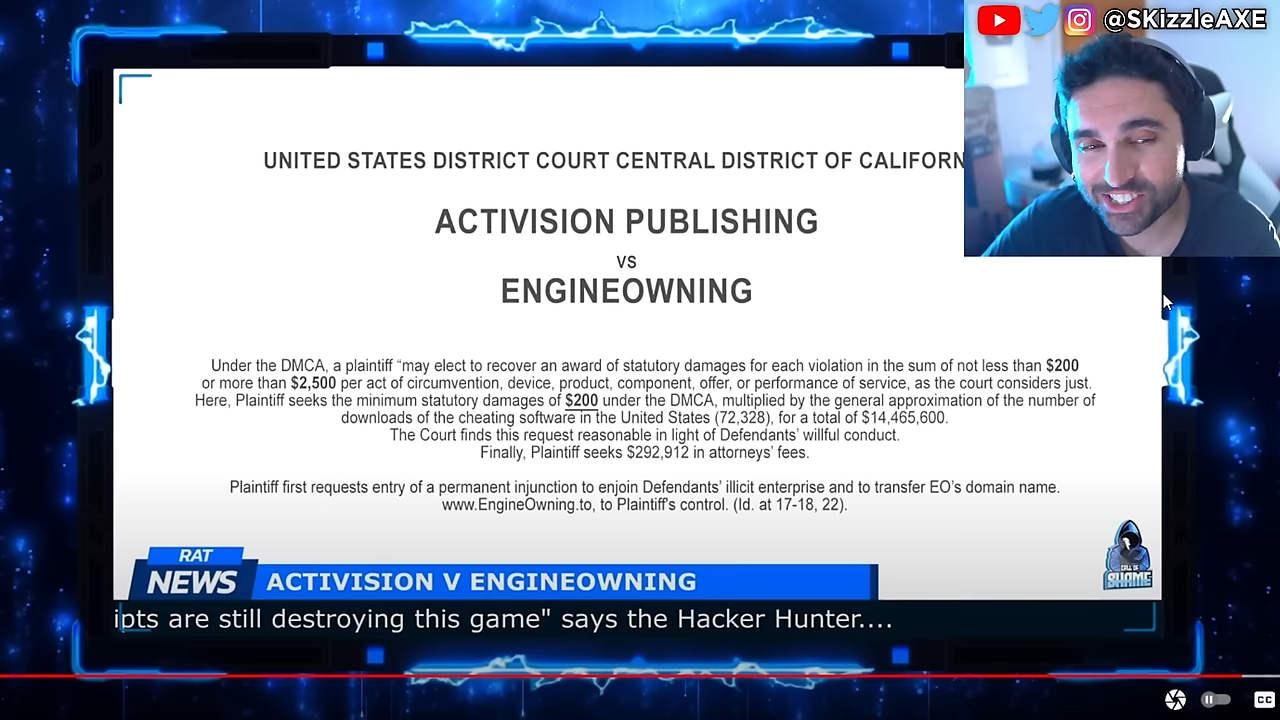 @SKizzleAXE
UNITED STATES DISTRICT COURT CENTRAL DISTRICT OF CALIFORN
ACTIVISION PUBLISHING
VS
ENGINEOWNING
Under the DMCA, a plaintiff “may elect to recover an award of statutory damages for each violation in the sum of not less than $200
or more than $2,500 per act of circumvention, device, product, component, offer, or performance of service, as the court considers just.
Here, Plaintiff seeks the minimum statutory damages of $200 under the DMCA, multiplied by the general approximation of the number of
downloads of the cheating software in the United States (72,328), for a total of $14,465,600.
The Court finds this request reasonable in light of Defendants’ willful conduct.
Finally, Plaintiff seeks $292,912 in attorneys’ fees.
Plaintiff first requests entry of a permanent injunction to enjoin Defendants’ illicit enterprise and to transfer EO’s domain name.
www.EngineOwning.to, to Plaintiff's control. (Id. at 17-18, 22).
CALL OF
SHAME
RAT
NEWS
ACTIVISION V ENGINEOWNING
ipts are still destroying this game" says the Hacker Hunter....
CC